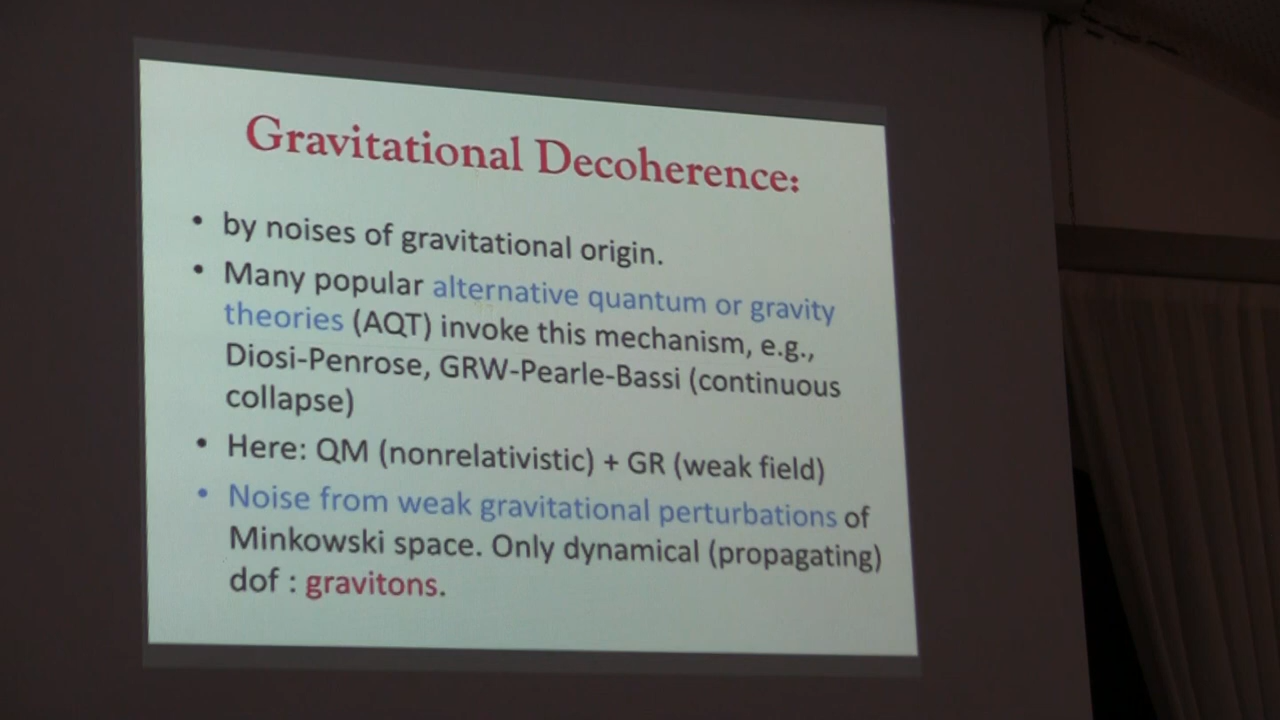 Gravitational Decoherence:
• by noises of gravitational origin.
• Many popular alternative quantum or gravity
theories (AQT) invoke this mechanism, e.g.,
Diosi-Penrose, GRW-Pearle-Bassi (continuous
collapse)
• Here: QM (nonrelativistic) + GR (weak field)
• Noise from weak gravitational perturbations of
Minkowski space. Only dynamical (propagating)
dof : gravitons.